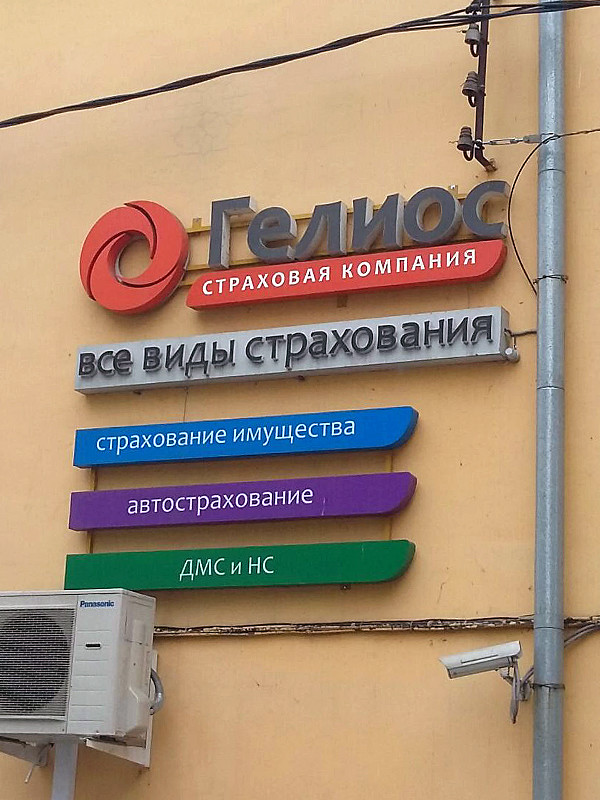 Гелиос
СТРАХОВАЯ КОМПАНИЯ
все виды страхования
страхование имущества
автострахование
ДМС и НС
Panasonic